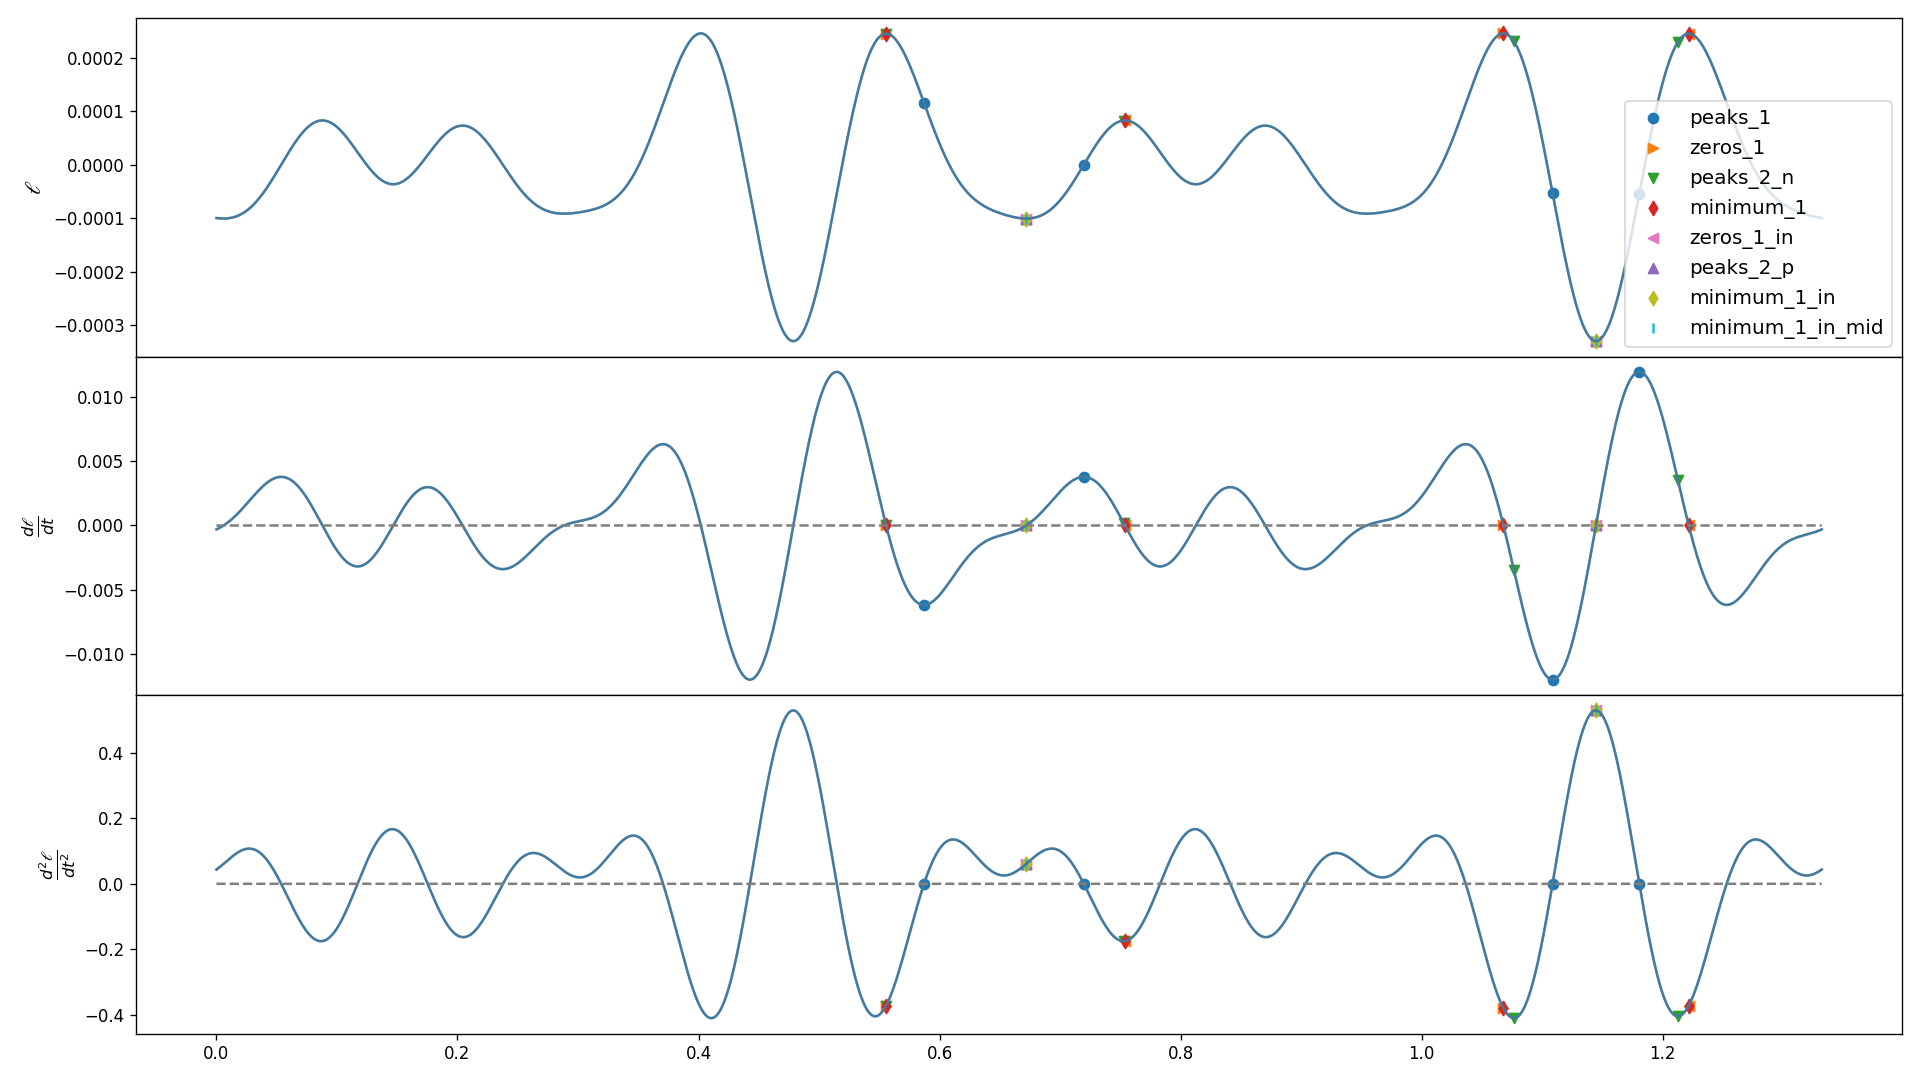 0.0002
0.0001
0.0000
−0.0001
−0.0002
−0.0003
ℓ
peaks_1
zeros_1
peaks_2_n
minimum_1
zeros_1_in
peaks_2_p
minimum_1_in
minimum_1_in_mid
0.010
0.005
0.000
−0.005
−0.010
dℓ/dt
0.4
0.2
0.0
−0.2
−0.4
d²ℓ/dt²
0.0 0.2 0.4 0.6 0.8 1.0 1.2